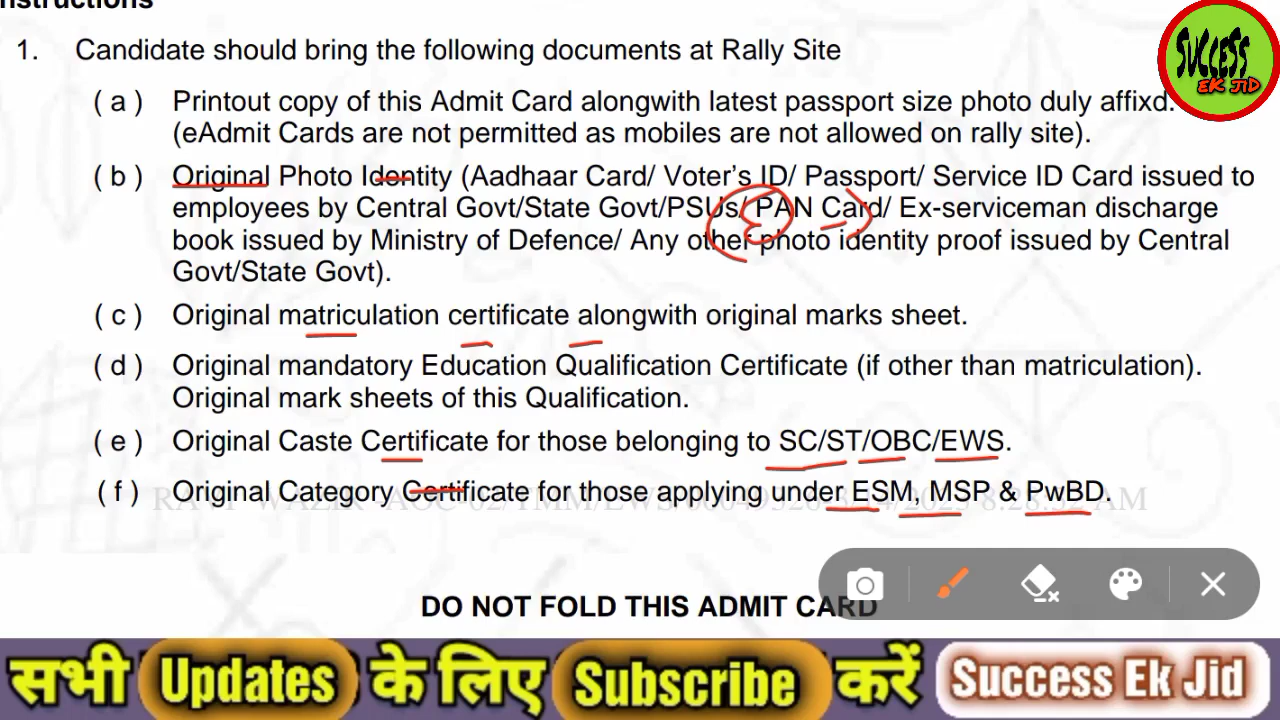 nstructions
1. Candidate should bring the following documents at Rally Site
( a ) Printout copy of this Admit Card alongwith latest passport size photo duly affixd.
(eAdmit Cards are not permitted as mobiles are not allowed on rally site).
( b ) Original Photo Identity (Aadhaar Card/ Voter's ID/ Passport/ Service ID Card issued to
employees by Central Govt/State Govt/PSUs/ PAN Card/ Ex-serviceman discharge
book issued by Ministry of Defence/ Any other photo identity proof issued by Central
Govt/State Govt).
( c ) Original matriculation certificate alongwith original marks sheet.
( d ) Original mandatory Education Qualification Certificate (if other than matriculation).
Original mark sheets of this Qualification.
( e ) Original Caste Certificate for those belonging to SC/ST/OBC/EWS.
( f ) Original Category Certificate for those applying under ESM, MSP & PwBD.
DO NOT FOLD THIS ADMIT CARD
सभी Updates के लिए Subscribe करें Success Ek Jid
SUCCESS
EK JID